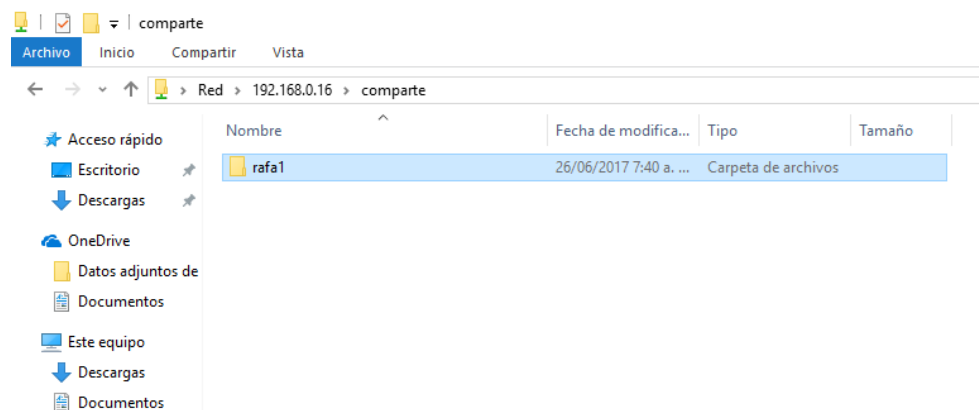 comparte
Archivo Inicio Compartir Vista
Red > 192.168.0.16 > comparte
Nombre Fecha de modifica... Tipo Tamaño
rafa1 26/06/2017 7:40 a. ... Carpeta de archivos
Acceso rápido
Escritorio
Descargas
OneDrive
Datos adjuntos de
Documentos
Este equipo
Descargas
Documentos